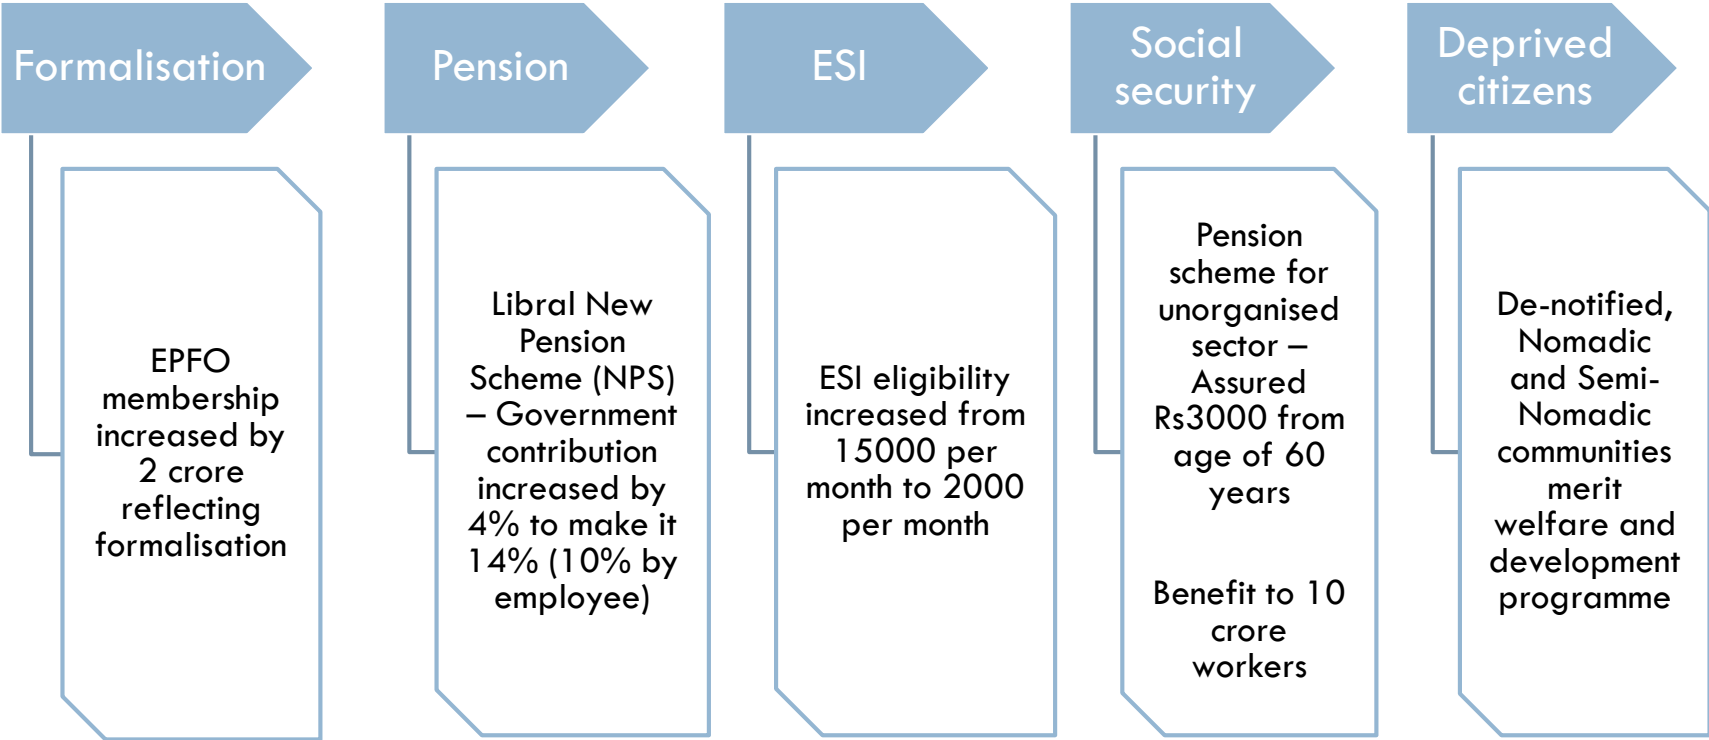 Formalisation
EPFO
membership
increased by
2 crore
reflecting
formalisation
Pension
Libral New
Pension
Scheme (NPS)
– Government
contribution
increased by
4% to make it
14% (10% by
employee)
ESI
ESI eligibility
increased from
15000 per
month to 2000
per month
Social
security
Pension
scheme for
unorganised
sector –
Assured
Rs3000 from
age of 60
years
Benefit to 10
crore
workers
Deprived
citizens
De-notified,
Nomadic
and Semi-
Nomadic
communities
merit
welfare and
development
programme